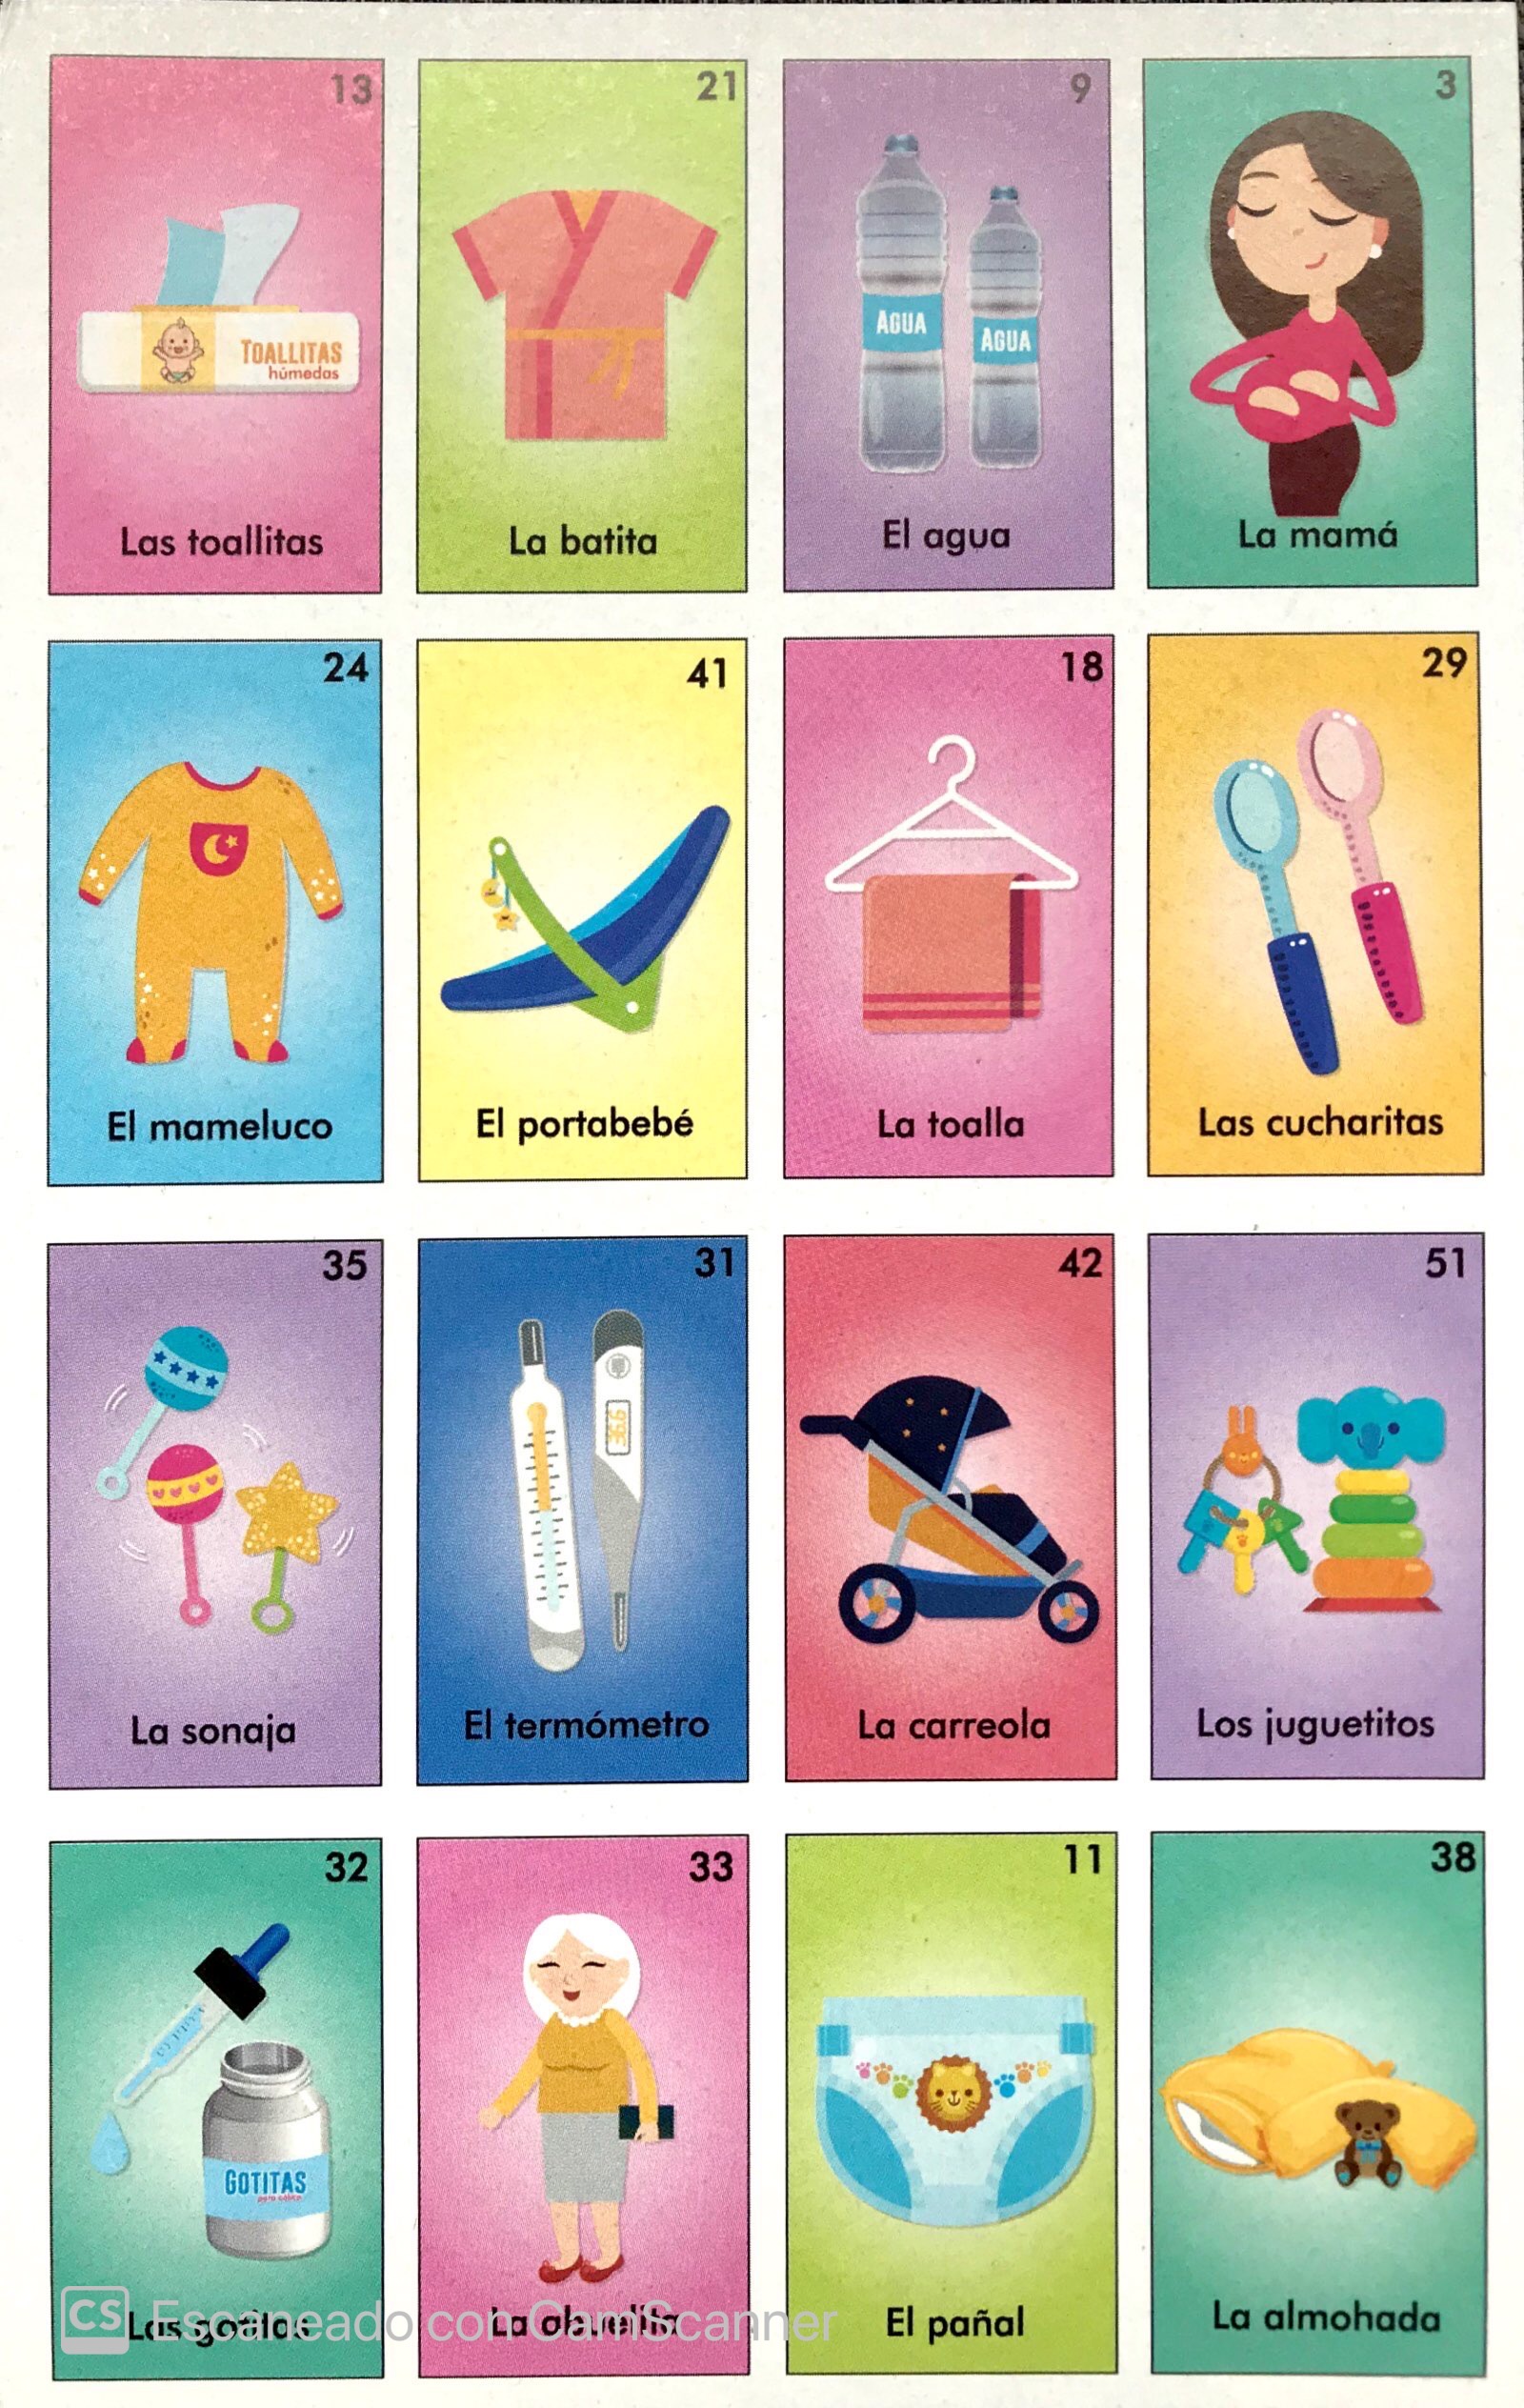 13
21
9
3
TOALLITAS
húmedas
AGUA
AGUA
Las toallitas
La batita
El agua
La mamá
24
41
18
29
El mameluco
El portabebé
La toalla
Las cucharitas
35
31
42
51
La sonaja
El termómetro
La carreola
Los juguetitos
32
33
11
38
GOTITAS
Las gotitas
La abuelita
El pañal
La almohada
CS Escaneado con CamScanner